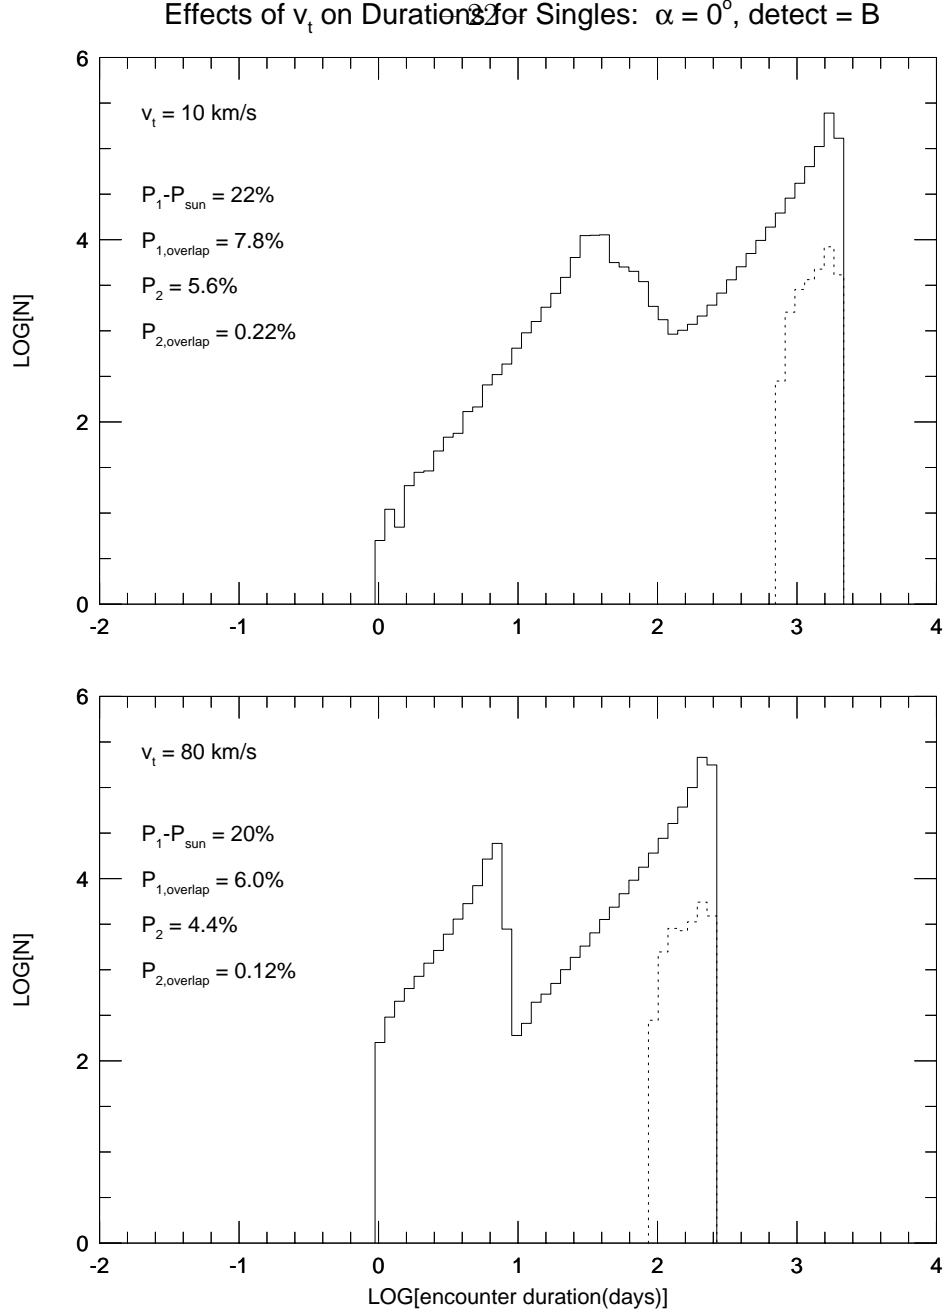 Effects of v_t on Durations for Singles: α = 0°, detect = B
– 22 –
6
4
2
0
LOG[N]
v_t = 10 km/s
P_1-P_sun = 22%
P_1,overlap = 7.8%
P_2 = 5.6%
P_2,overlap = 0.22%
-2 -1 0 1 2 3 4
6
4
2
0
LOG[N]
v_t = 80 km/s
P_1-P_sun = 20%
P_1,overlap = 6.0%
P_2 = 4.4%
P_2,overlap = 0.12%
-2 -1 0 1 2 3 4
LOG[encounter duration(days)]